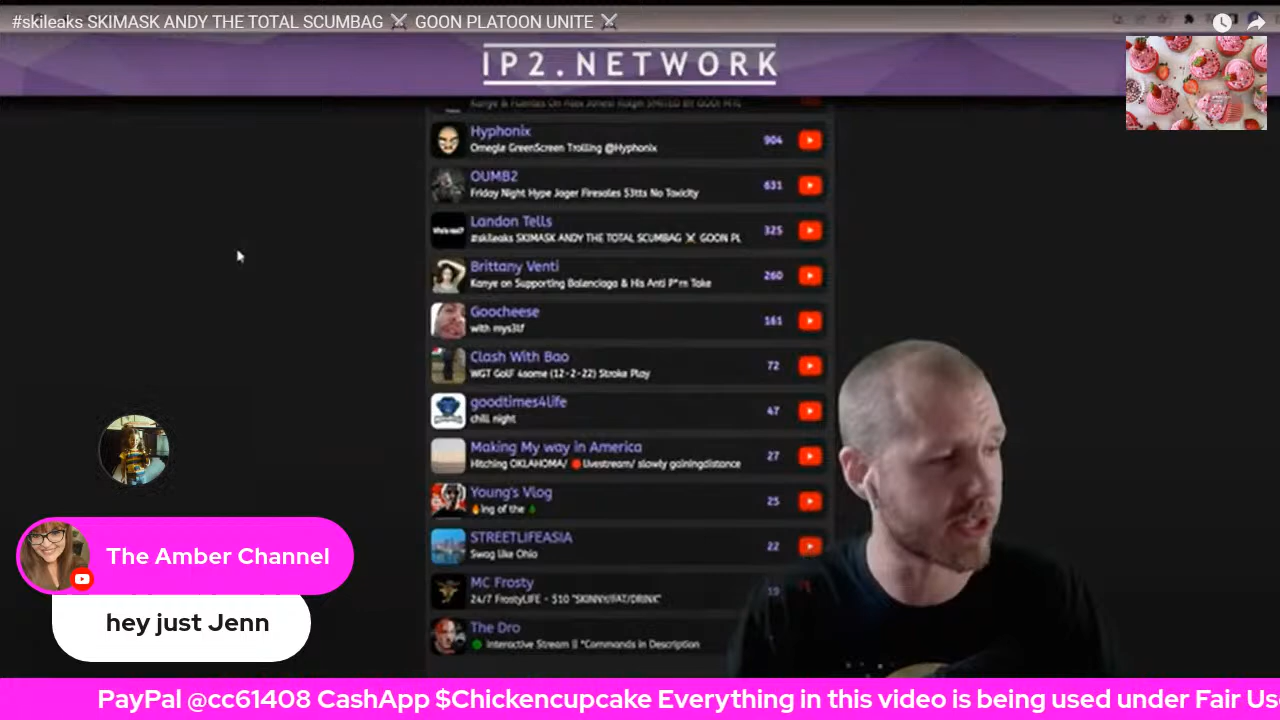 #skileaks SKIMASK ANDY THE TOTAL SCUMBAG ⚔ GOON PLATOON UNITE ⚔
IP2.NETWORK
Hyphonix
Omegle GreenScreen Trolling @Hyphonix
904
OUMB2
Friday Night Hype Jager Firesales $3tts No Toxicity
631
Landon Tells
#skileaks SKIMASK ANDY THE TOTAL SCUMBAG ⚔ GOON PL
325
Brittany Venti
Kanye on Supporting Balenciaga & His Anti P*rn Take
260
Goocheese
with mys3lf
161
Clash With Bao
WGT Golf 4some (12-2-22) Stroke Play
72
goodtimes4life
chill night
47
Making My way in America
Hitching OKLAHOMA/ 🔴Livestream/ slowly gainingdistance
27
Young's Vlog
🔥ing of the 🌲
25
STREETLIFEASIA
Swag like Ohio
22
MC Frosty
24/7 FrostyLIFE - $10 "SKINNY/FAT/DRINK"
19
The Dro
Interactive Stream || *Commands in Description
The Amber Channel
hey just Jenn
PayPal @cc61408 CashApp $Chickencupcake Everything in this video is being used under Fair Us